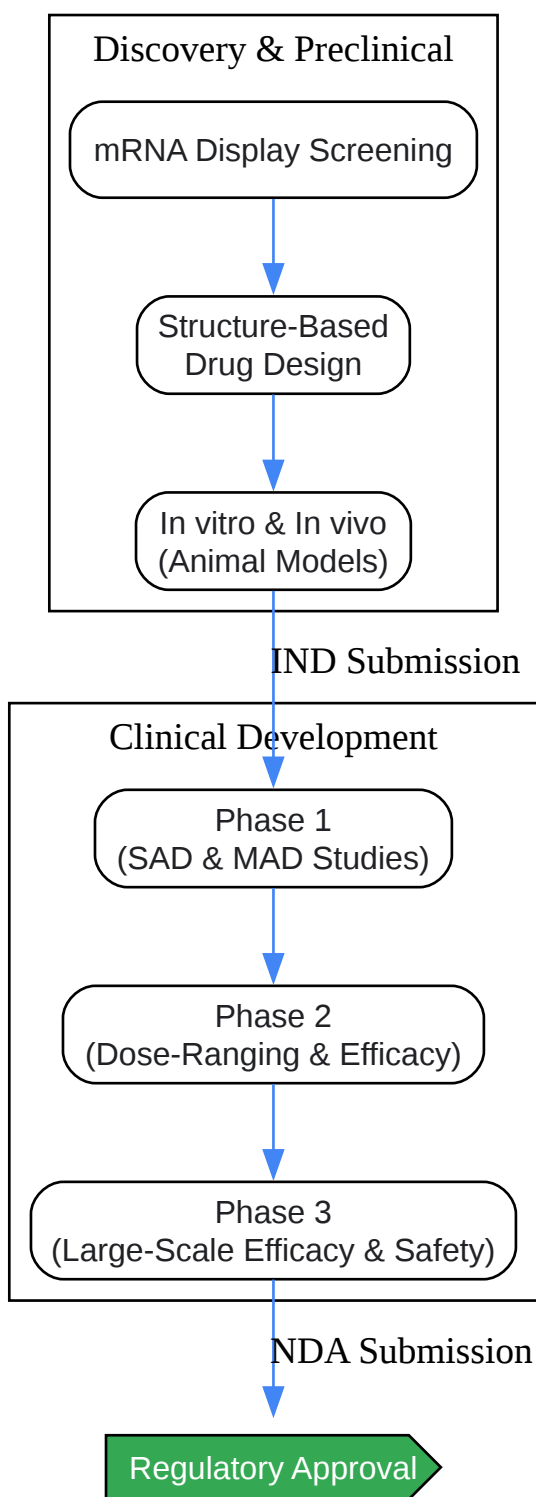 Discovery & Preclinical
mRNA Display Screening
Structure-Based
Drug Design
In vitro & In vivo
(Animal Models)
IND Submission
Clinical Development
Phase 1
(SAD & MAD Studies)
Phase 2
(Dose-Ranging & Efficacy)
Phase 3
(Large-Scale Efficacy & Safety)
NDA Submission
Regulatory Approval